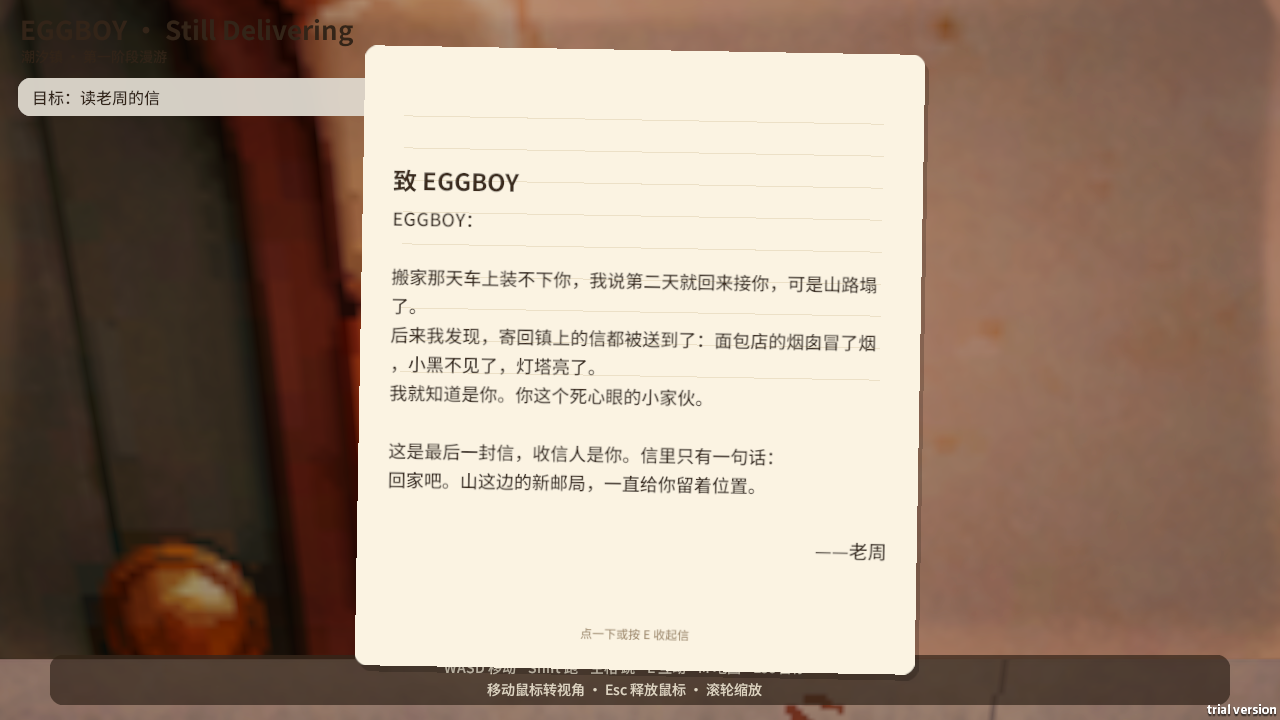 EGGBOY · Still Delivering
目标：读老周的信
致 EGGBOY
EGGBOY：
搬家那天车上装不下你，我说第二天就回来接你，可是山路塌
了。
后来我发现，寄回镇上的信都被送到了：面包店的烟囱冒了烟
，小黑不见了，灯塔亮了。
我就知道是你。你这个死心眼的小家伙。
这是最后一封信，收信人是你。信里只有一句话：
回家吧。山这边的新邮局，一直给你留着位置。
——老周
点一下或按 E 收起信
移动鼠标转视角 · Esc 释放鼠标 · 滚轮缩放
trial version